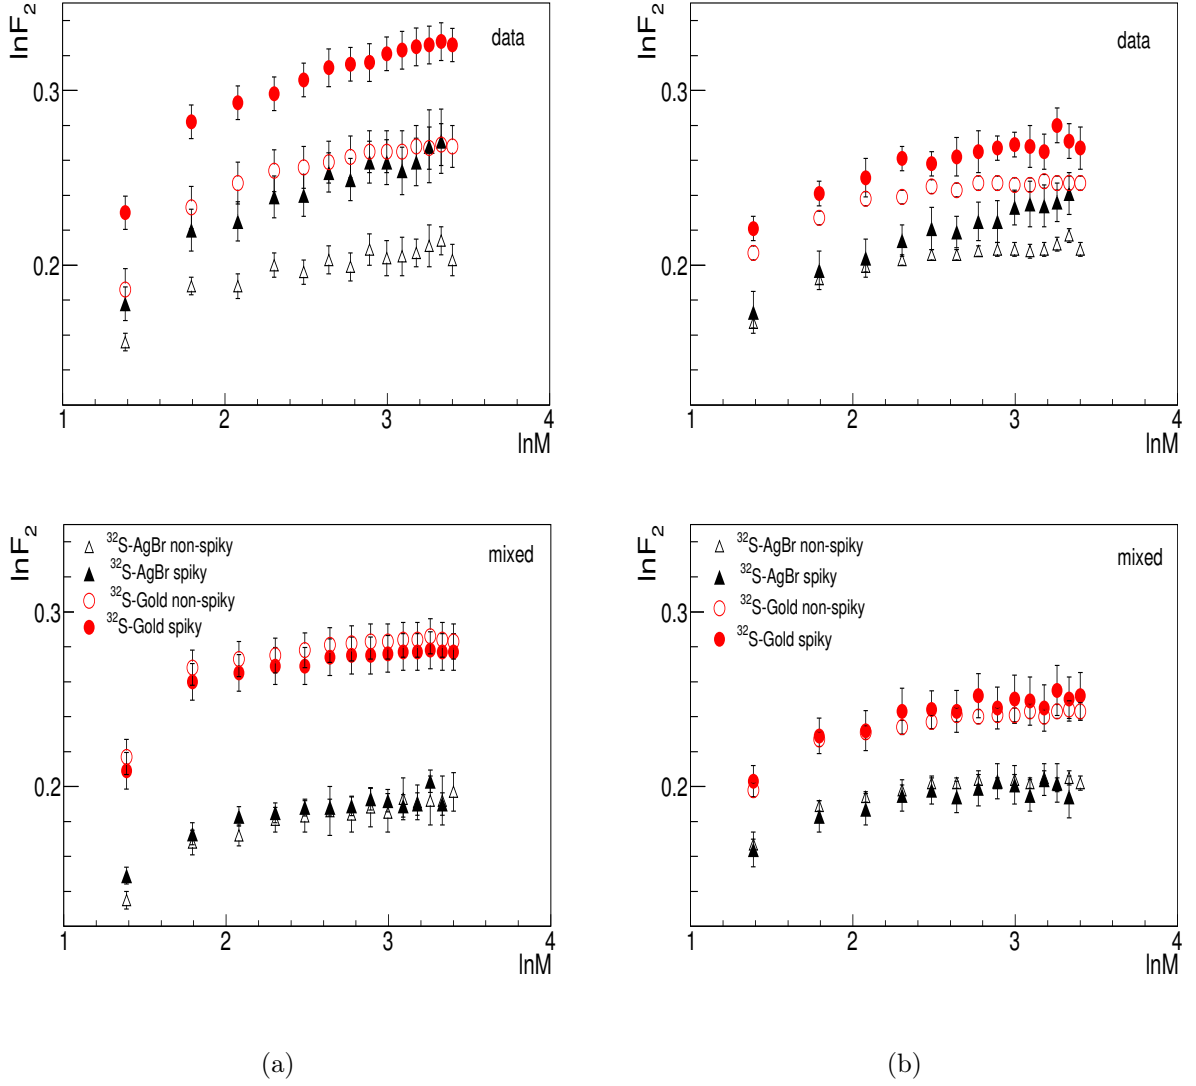 lnF2
data
0.3
0.2
1 2 3 4
lnM
lnF2
data
0.3
0.2
1 2 3 4
lnM
lnF2
mixed
32S-AgBr non-spiky
32S-AgBr spiky
32S-Gold non-spiky
32S-Gold spiky
0.3
0.2
1 2 3 4
lnM
lnF2
mixed
32S-AgBr non-spiky
32S-AgBr spiky
32S-Gold non-spiky
32S-Gold spiky
0.3
0.2
1 2 3 4
lnM
(a) (b)